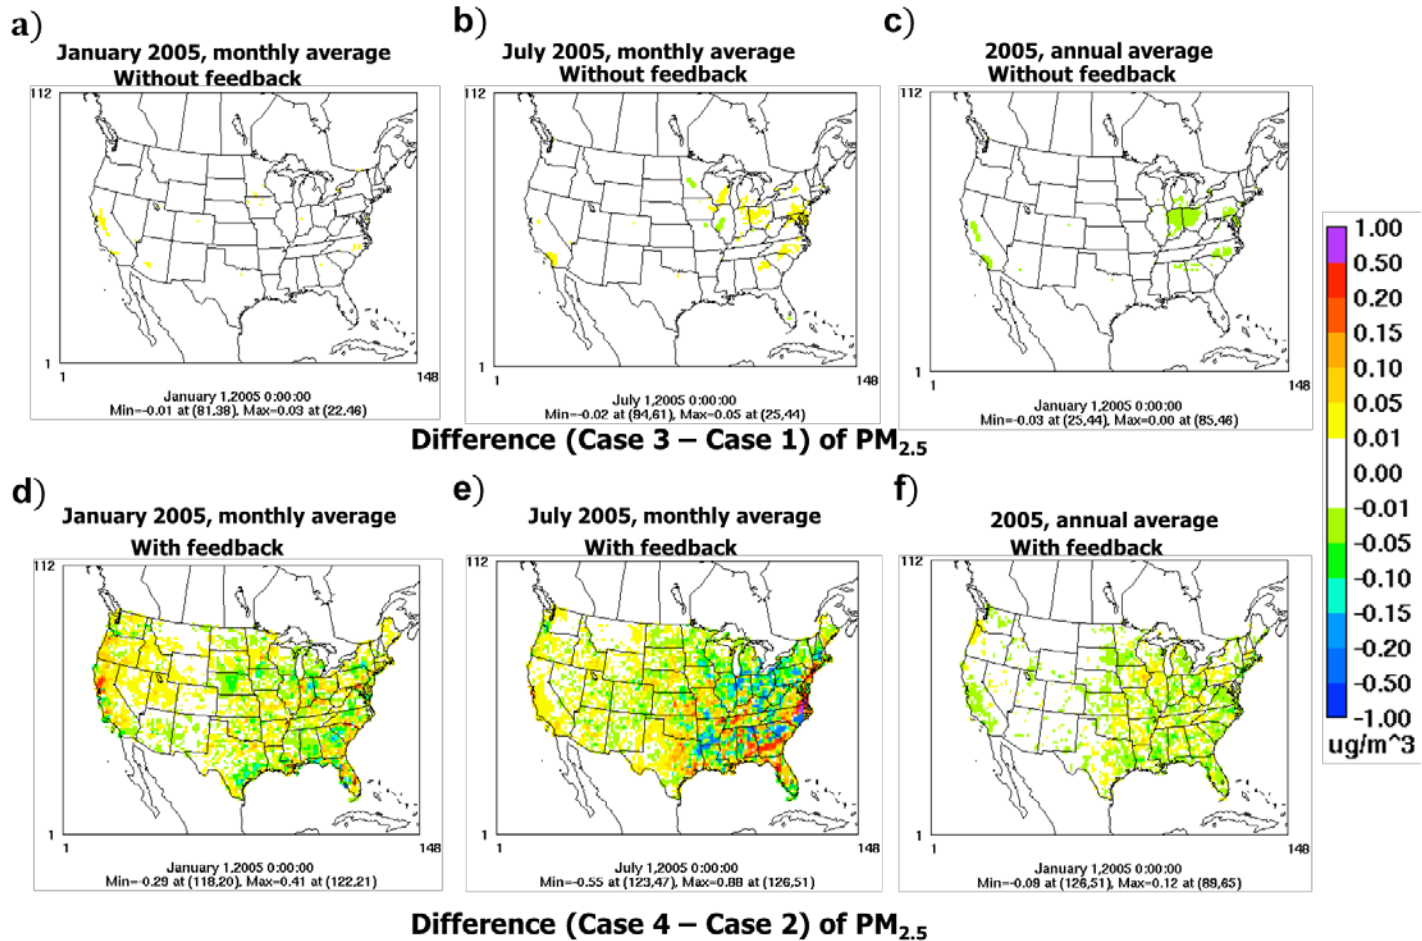 a)
January 2005, monthly average
Without feedback
112
1
1
148
January 1,2005 0:00:00
Min=-0.01 at (81,38), Max=0.03 at (22,46)
b)
July 2005, monthly average
Without feedback
112
1
1
148
July 1,2005 0:00:00
Min=-0.02 at (84,61), Max=0.05 at (25,44)
c)
2005, annual average
Without feedback
112
1
1
148
January 1,2005 0:00:00
Min=-0.03 at (25,44), Max=0.00 at (85,46)
Difference (Case 3 – Case 1) of PM2.5
d)
January 2005, monthly average
With feedback
112
1
1
148
January 1,2005 0:00:00
Min=-0.29 at (118,20), Max=0.41 at (122,21)
e)
July 2005, monthly average
With feedback
112
1
1
148
July 1,2005 0:00:00
Min=-0.55 at (123,47), Max=0.88 at (126,51)
f)
2005, annual average
With feedback
112
1
1
148
January 1,2005 0:00:00
Min=-0.09 at (126,51), Max=0.12 at (89,65)
Difference (Case 4 – Case 2) of PM2.5
1.00
0.50
0.20
0.15
0.10
0.05
0.01
0.00
-0.01
-0.05
-0.10
-0.15
-0.20
-0.50
-1.00
ug/m^3